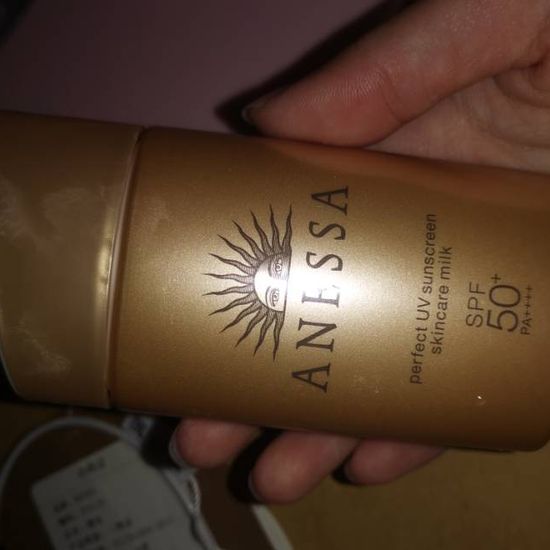 ANESSA
perfect UV sunscreen
skincare milk
SPF
50+
PA++++